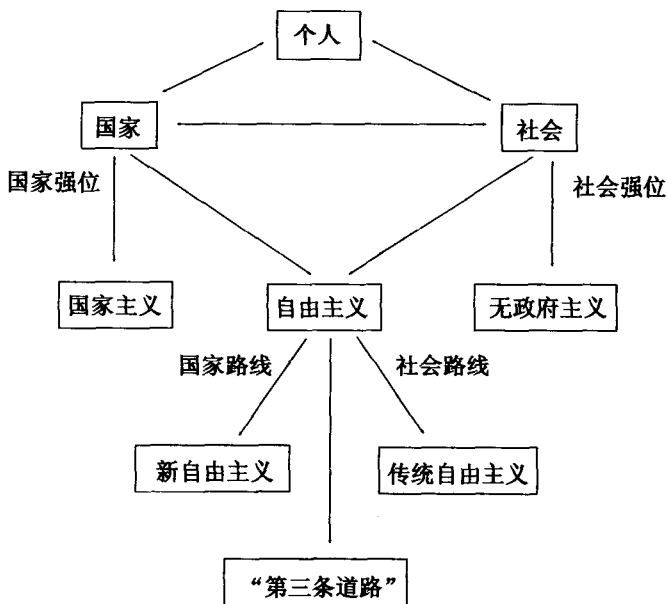 个人
国家
社会
国家强位
社会强位
国家主义
自由主义
无政府主义
国家路线
社会路线
新自由主义
传统自由主义
“第三条道路”